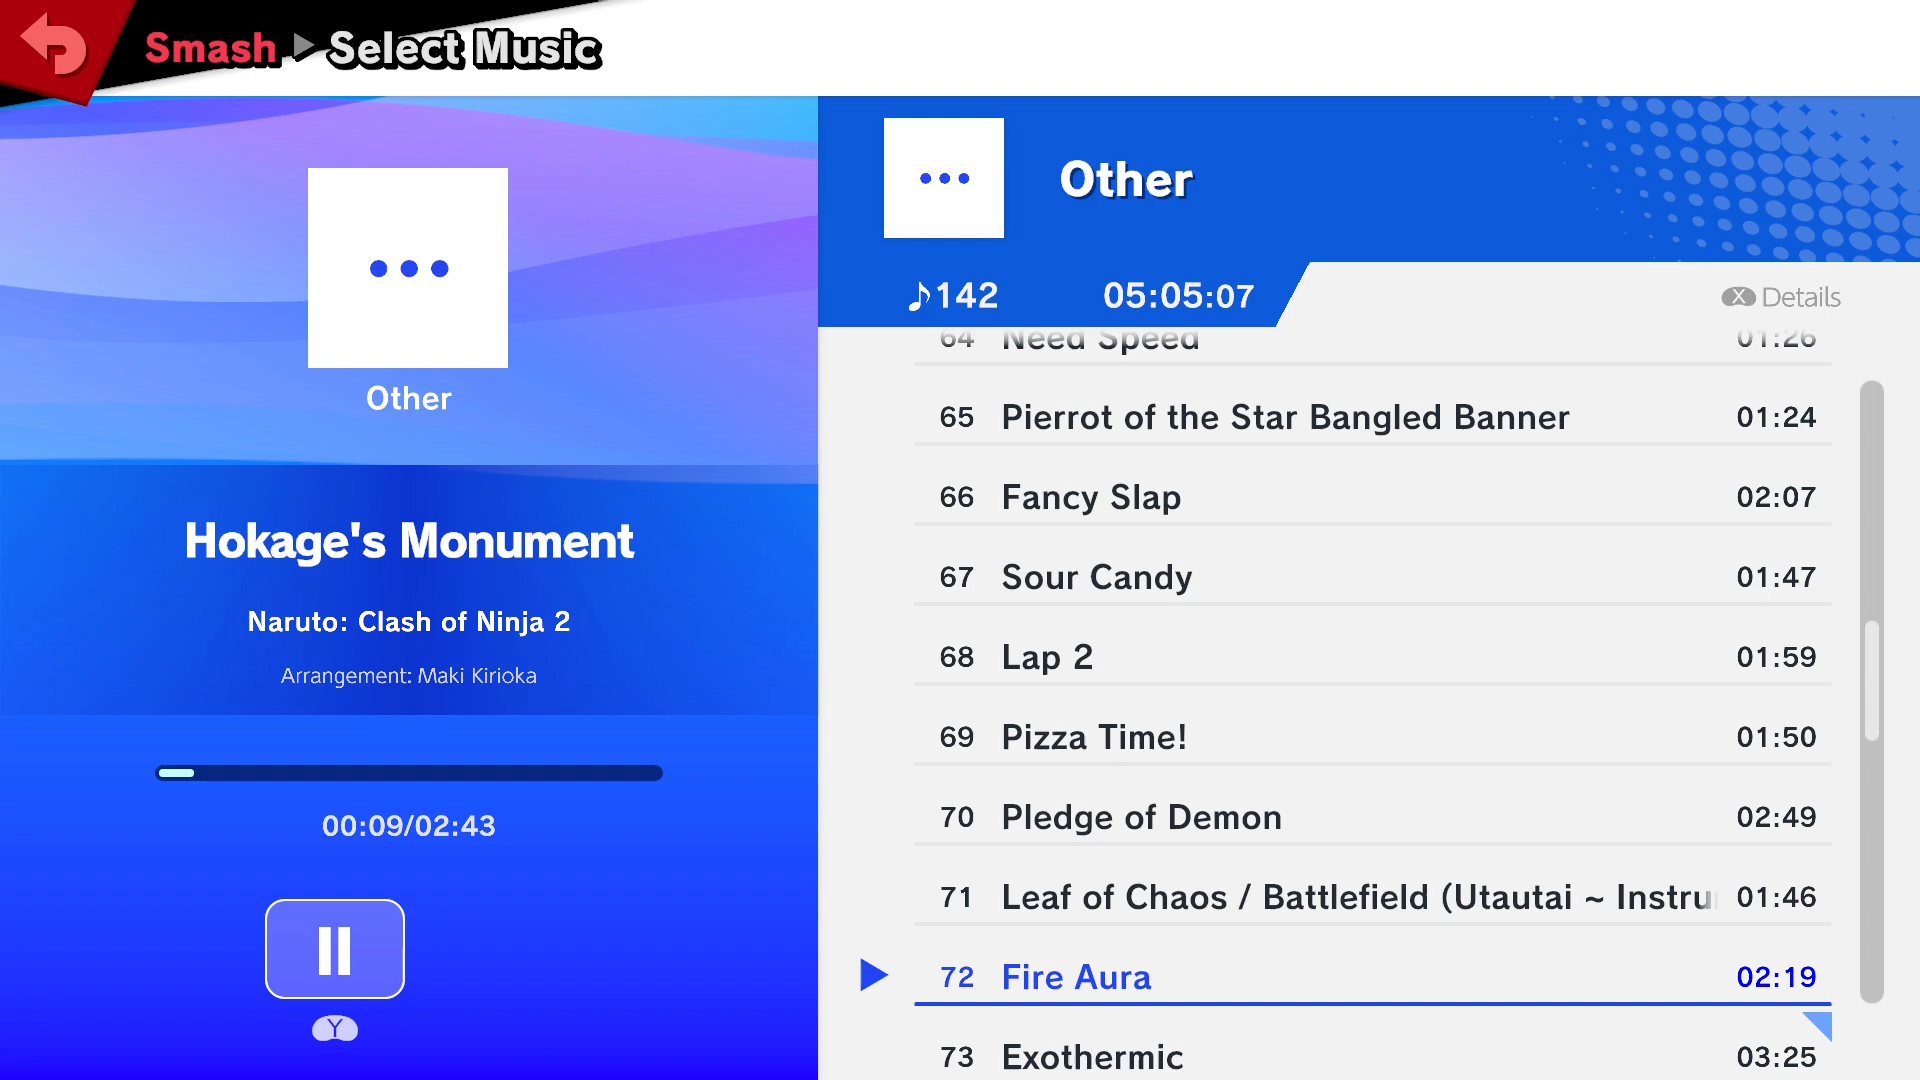 Smash ▶ Select Music
Other
Hokage's Monument
Naruto: Clash of Ninja 2
Arrangement: Maki Kirioka
00:09/02:43
Y
Other
♪142 05:05:07
X Details
64 Need Speed 01:26
65 Pierrot of the Star Bangled Banner 01:24
66 Fancy Slap 02:07
67 Sour Candy 01:47
68 Lap 2 01:59
69 Pizza Time! 01:50
70 Pledge of Demon 02:49
71 Leaf of Chaos / Battlefield (Utautai ~ Instru 01:46
72 Fire Aura 02:19
73 Exothermic 03:25